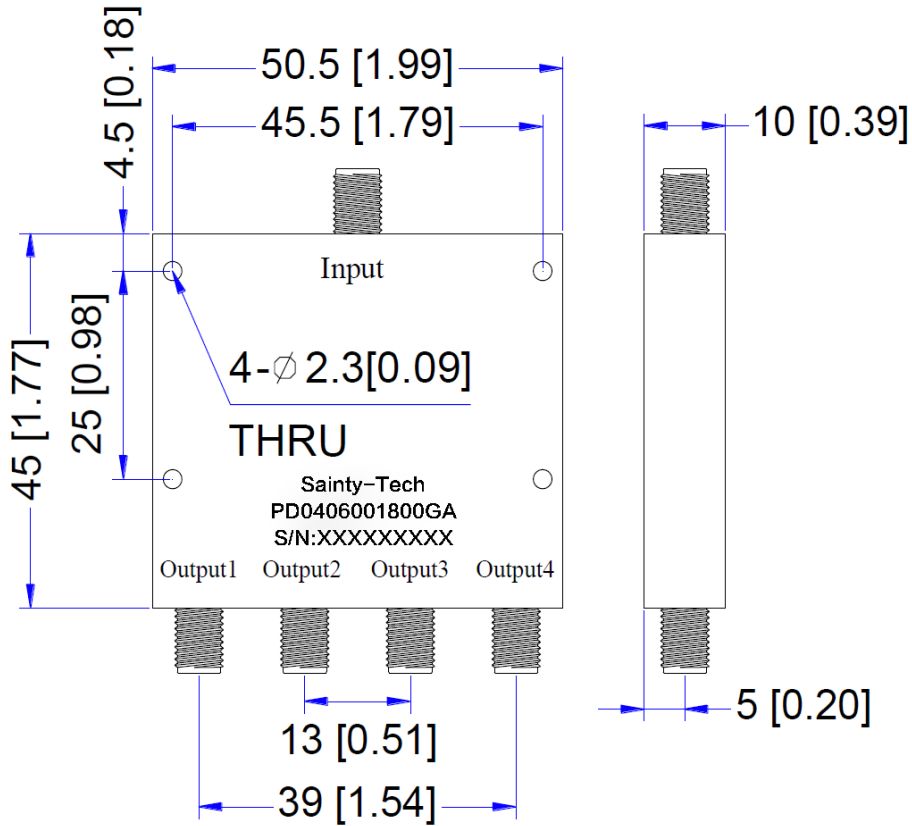 50.5 [1.99]
45.5 [1.79]
10 [0.39]
4.5 [0.18]
Input
45 [1.77]
25 [0.98]
4-∅ 2.3[0.09]
THRU
Sainty-Tech
PD0406001800GA
S/N:XXXXXXXXX
Output1 Output2 Output3 Output4
5 [0.20]
13 [0.51]
39 [1.54]